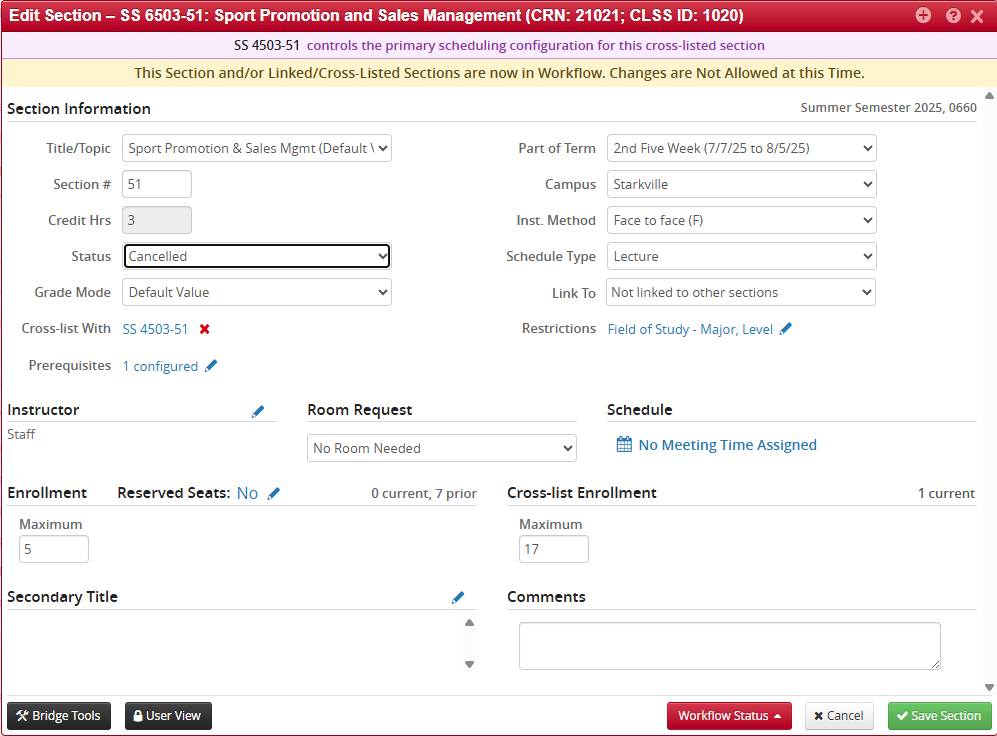 Edit Section – SS 6503-51: Sport Promotion and Sales Management (CRN: 21021; CLSS ID: 1020)
SS 4503-51 controls the primary scheduling configuration for this cross-listed section
This Section and/or Linked/Cross-Listed Sections are now in Workflow. Changes are Not Allowed at this Time.
Section Information
Summer Semester 2025, 0660
Title/Topic Sport Promotion & Sales Mgmt (Default V
Part of Term 2nd Five Week (7/7/25 to 8/5/25)
Section # 51
Campus Starkville
Credit Hrs 3
Inst. Method Face to face (F)
Status Cancelled
Schedule Type Lecture
Grade Mode Default Value
Link To Not linked to other sections
Cross-list With SS 4503-51
Restrictions Field of Study - Major, Level
Prerequisites 1 configured
Instructor
Staff
Room Request
No Room Needed
Schedule
No Meeting Time Assigned
Enrollment Reserved Seats: No 0 current, 7 prior
Maximum
5
Cross-list Enrollment 1 current
Maximum
17
Secondary Title
Comments
Bridge Tools User View Workflow Status Cancel Save Section